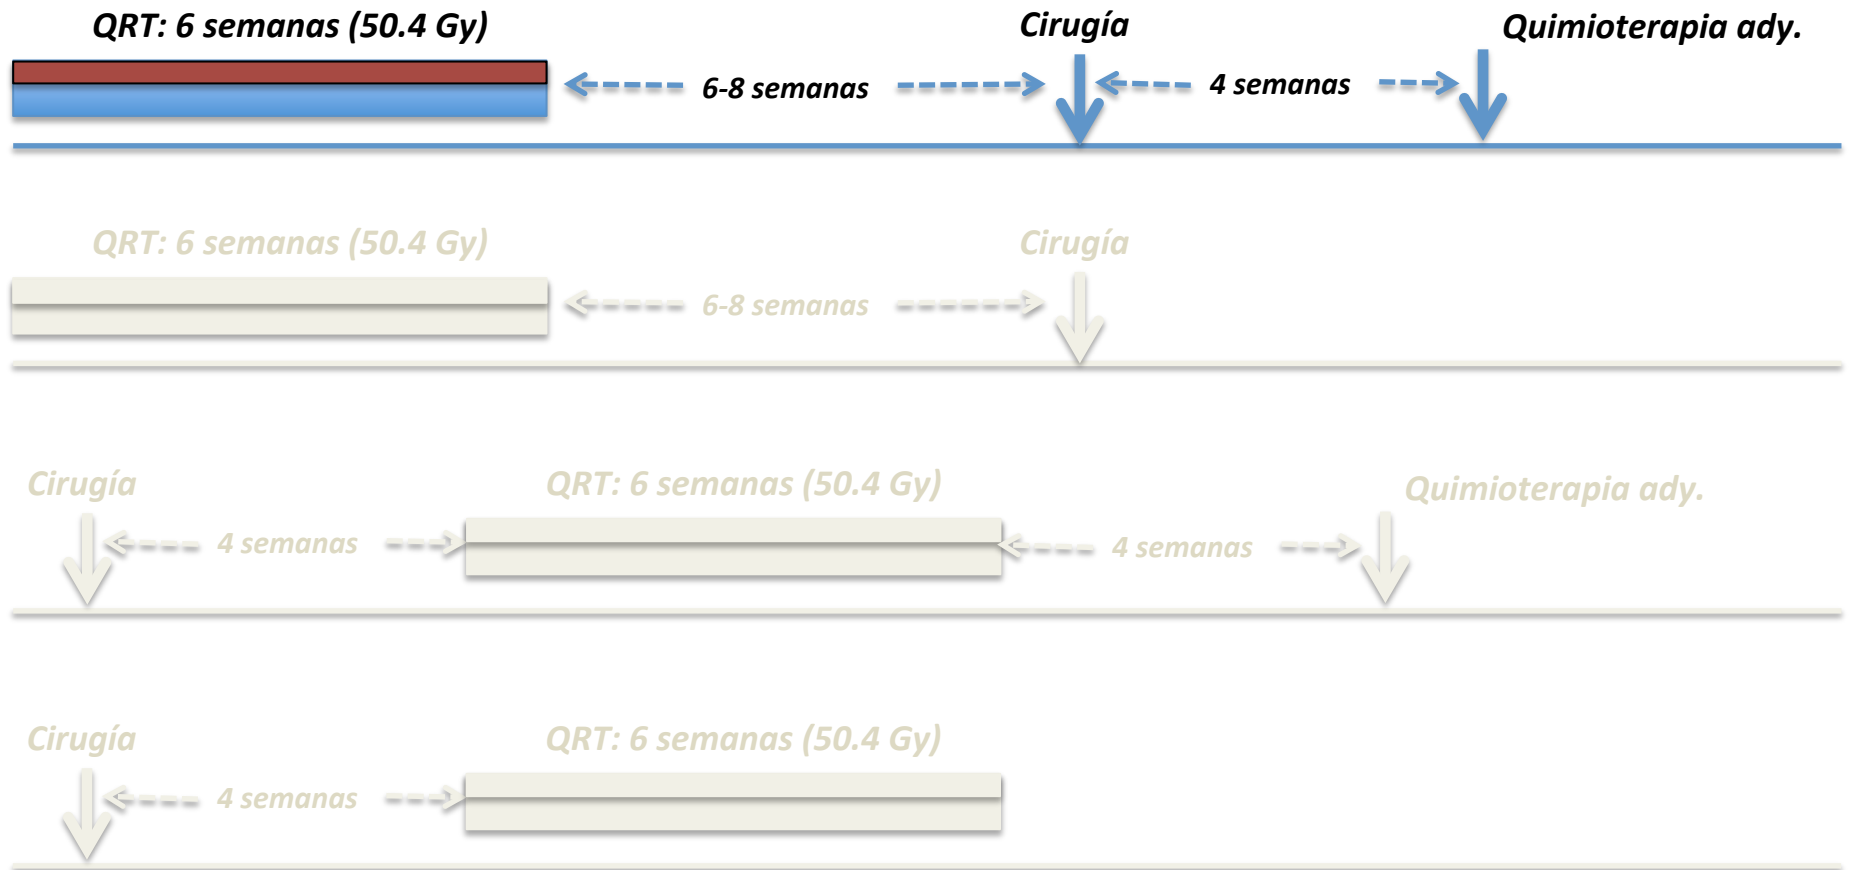 QRT: 6 semanas (50.4 Gy)
Cirugía
Quimioterapia ady.
6-8 semanas
4 semanas
QRT: 6 semanas (50.4 Gy)
Cirugía
6-8 semanas
Cirugía
QRT: 6 semanas (50.4 Gy)
Quimioterapia ady.
4 semanas
4 semanas
Cirugía
QRT: 6 semanas (50.4 Gy)
4 semanas